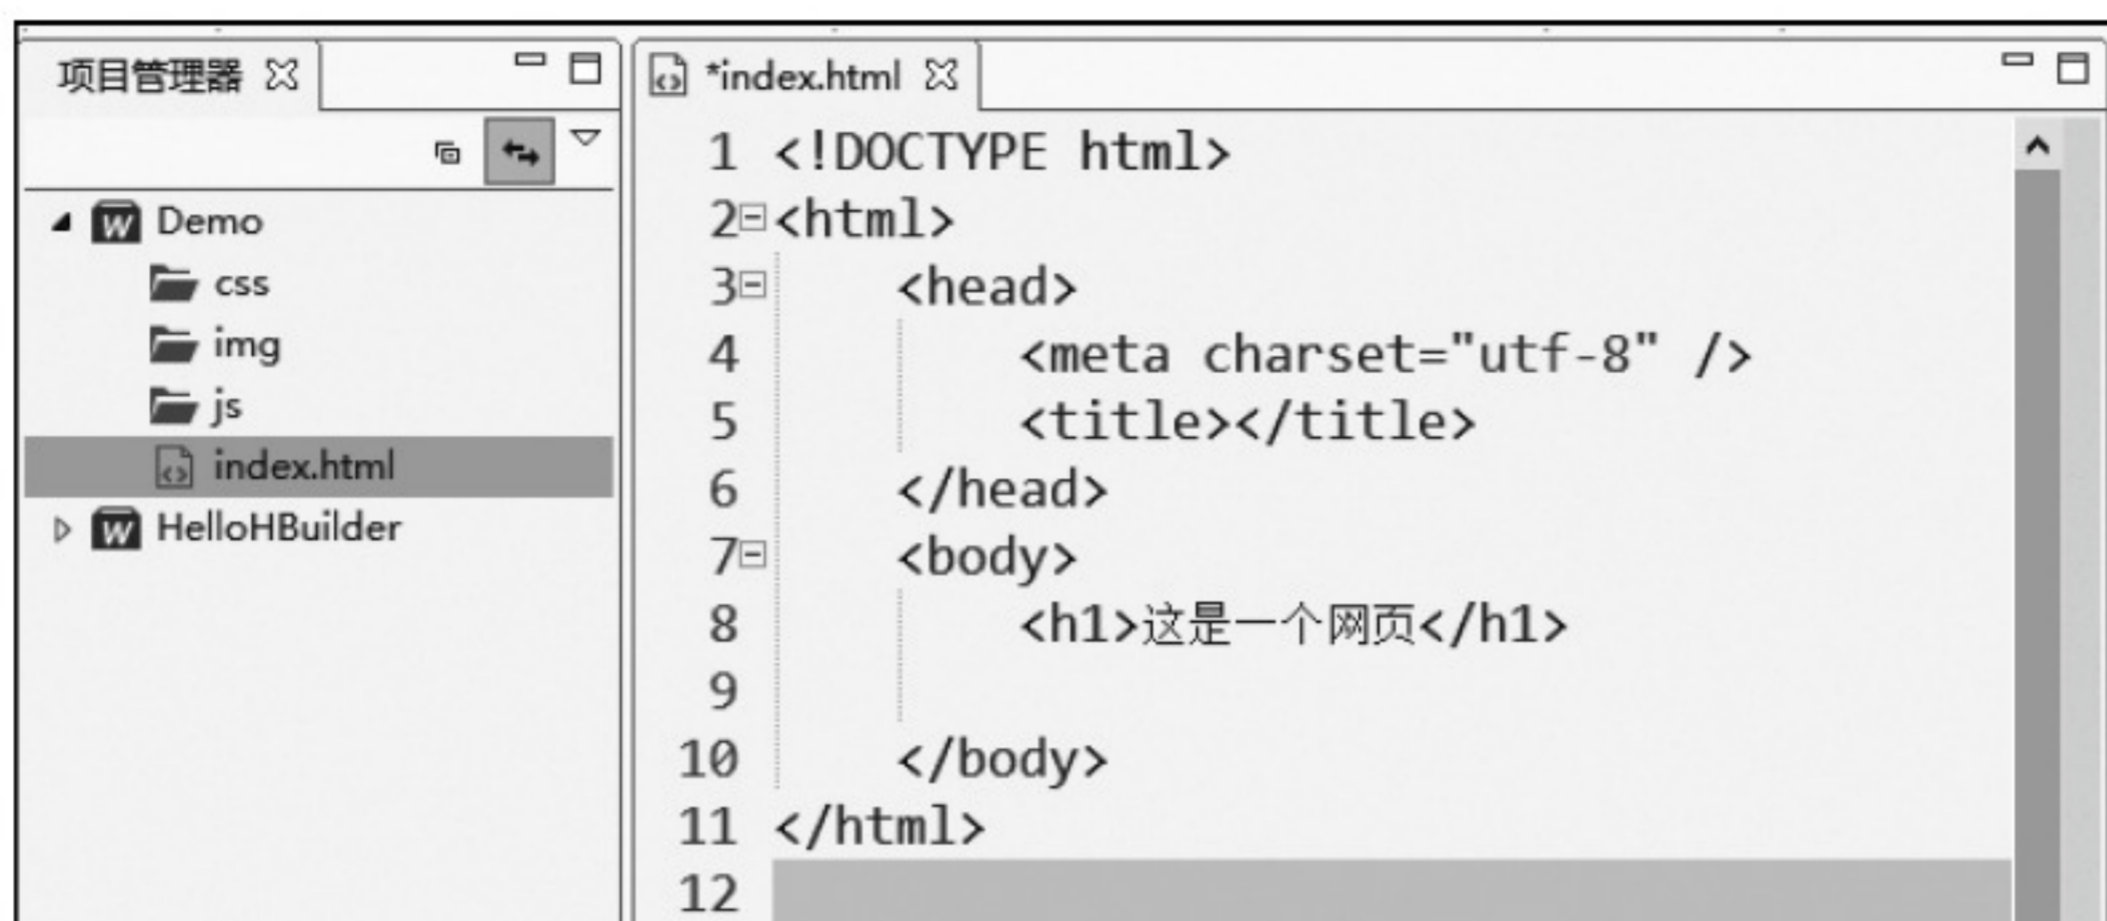 项目管理器
Demo
css
img
js
index.html
HelloHBuilder
*index.html
1 <!DOCTYPE html>
2 <html>
3     <head>
4         <meta charset="utf-8" />
5         <title></title>
6     </head>
7     <body>
8         <h1>这是一个网页</h1>
9
10     </body>
11 </html>
12